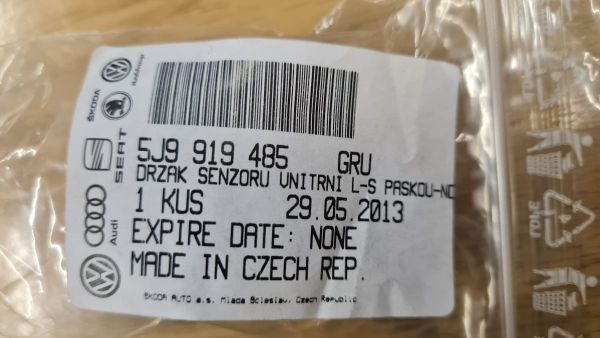 5J9 919 485 GRU
DRZAK SENZORU UNITRNI L-S PASKOU-NC
1 KUS 29.05.2013
EXPIRE DATE: NONE
MADE IN CZECH REP.
ŠKODA AUTO a.s. Mlada Boleslav, Czech Republic
ŠKODA
SEAT
Audi